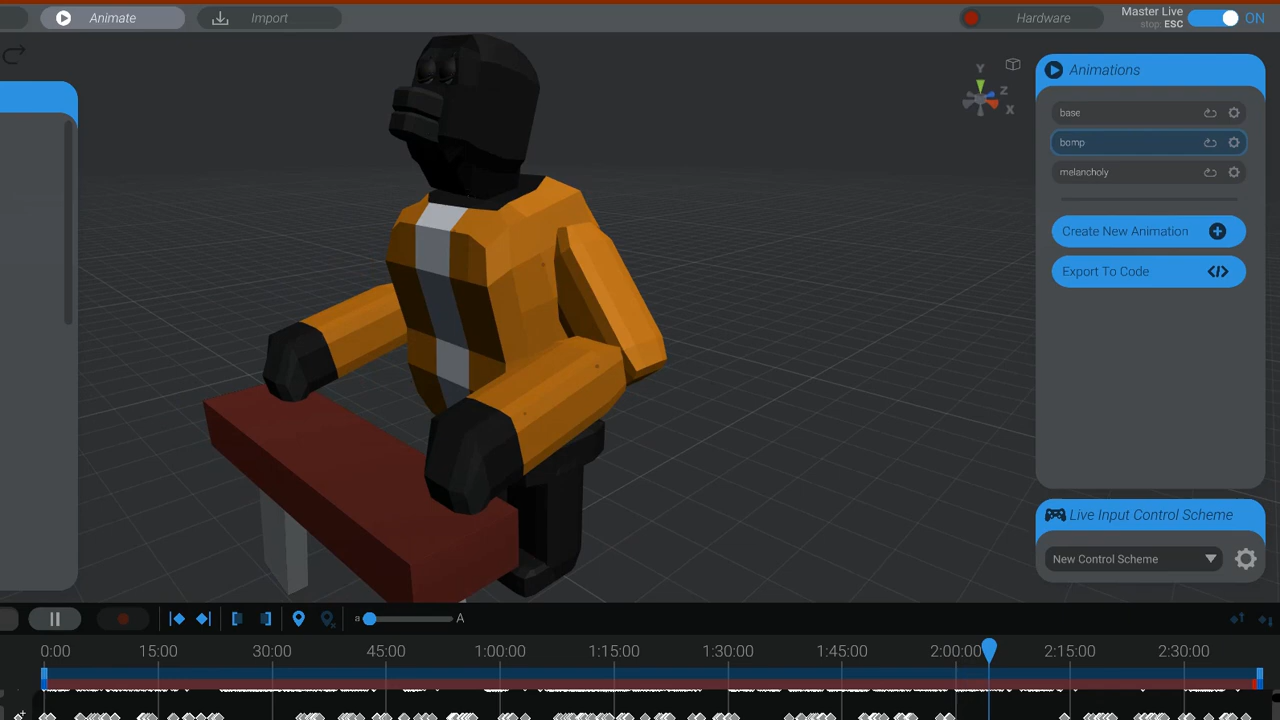 Animate
Import
Hardware
Master Live
stop: ESC
ON
Y
Z
X
Animations
base
bomp
melancholy
Create New Animation
Export To Code
Live Input Control Scheme
New Control Scheme
a A
0:00 15:00 30:00 45:00 1:00:00 1:15:00 1:30:00 1:45:00 2:00:00 2:15:00 2:30:00